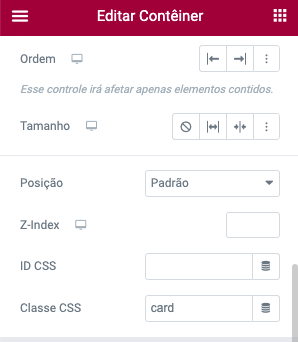 Editar Contêiner
Ordem
Esse controle irá afetar apenas elementos contidos.
Tamanho
Posição
Padrão
Z-Index
ID CSS
Classe CSS
card